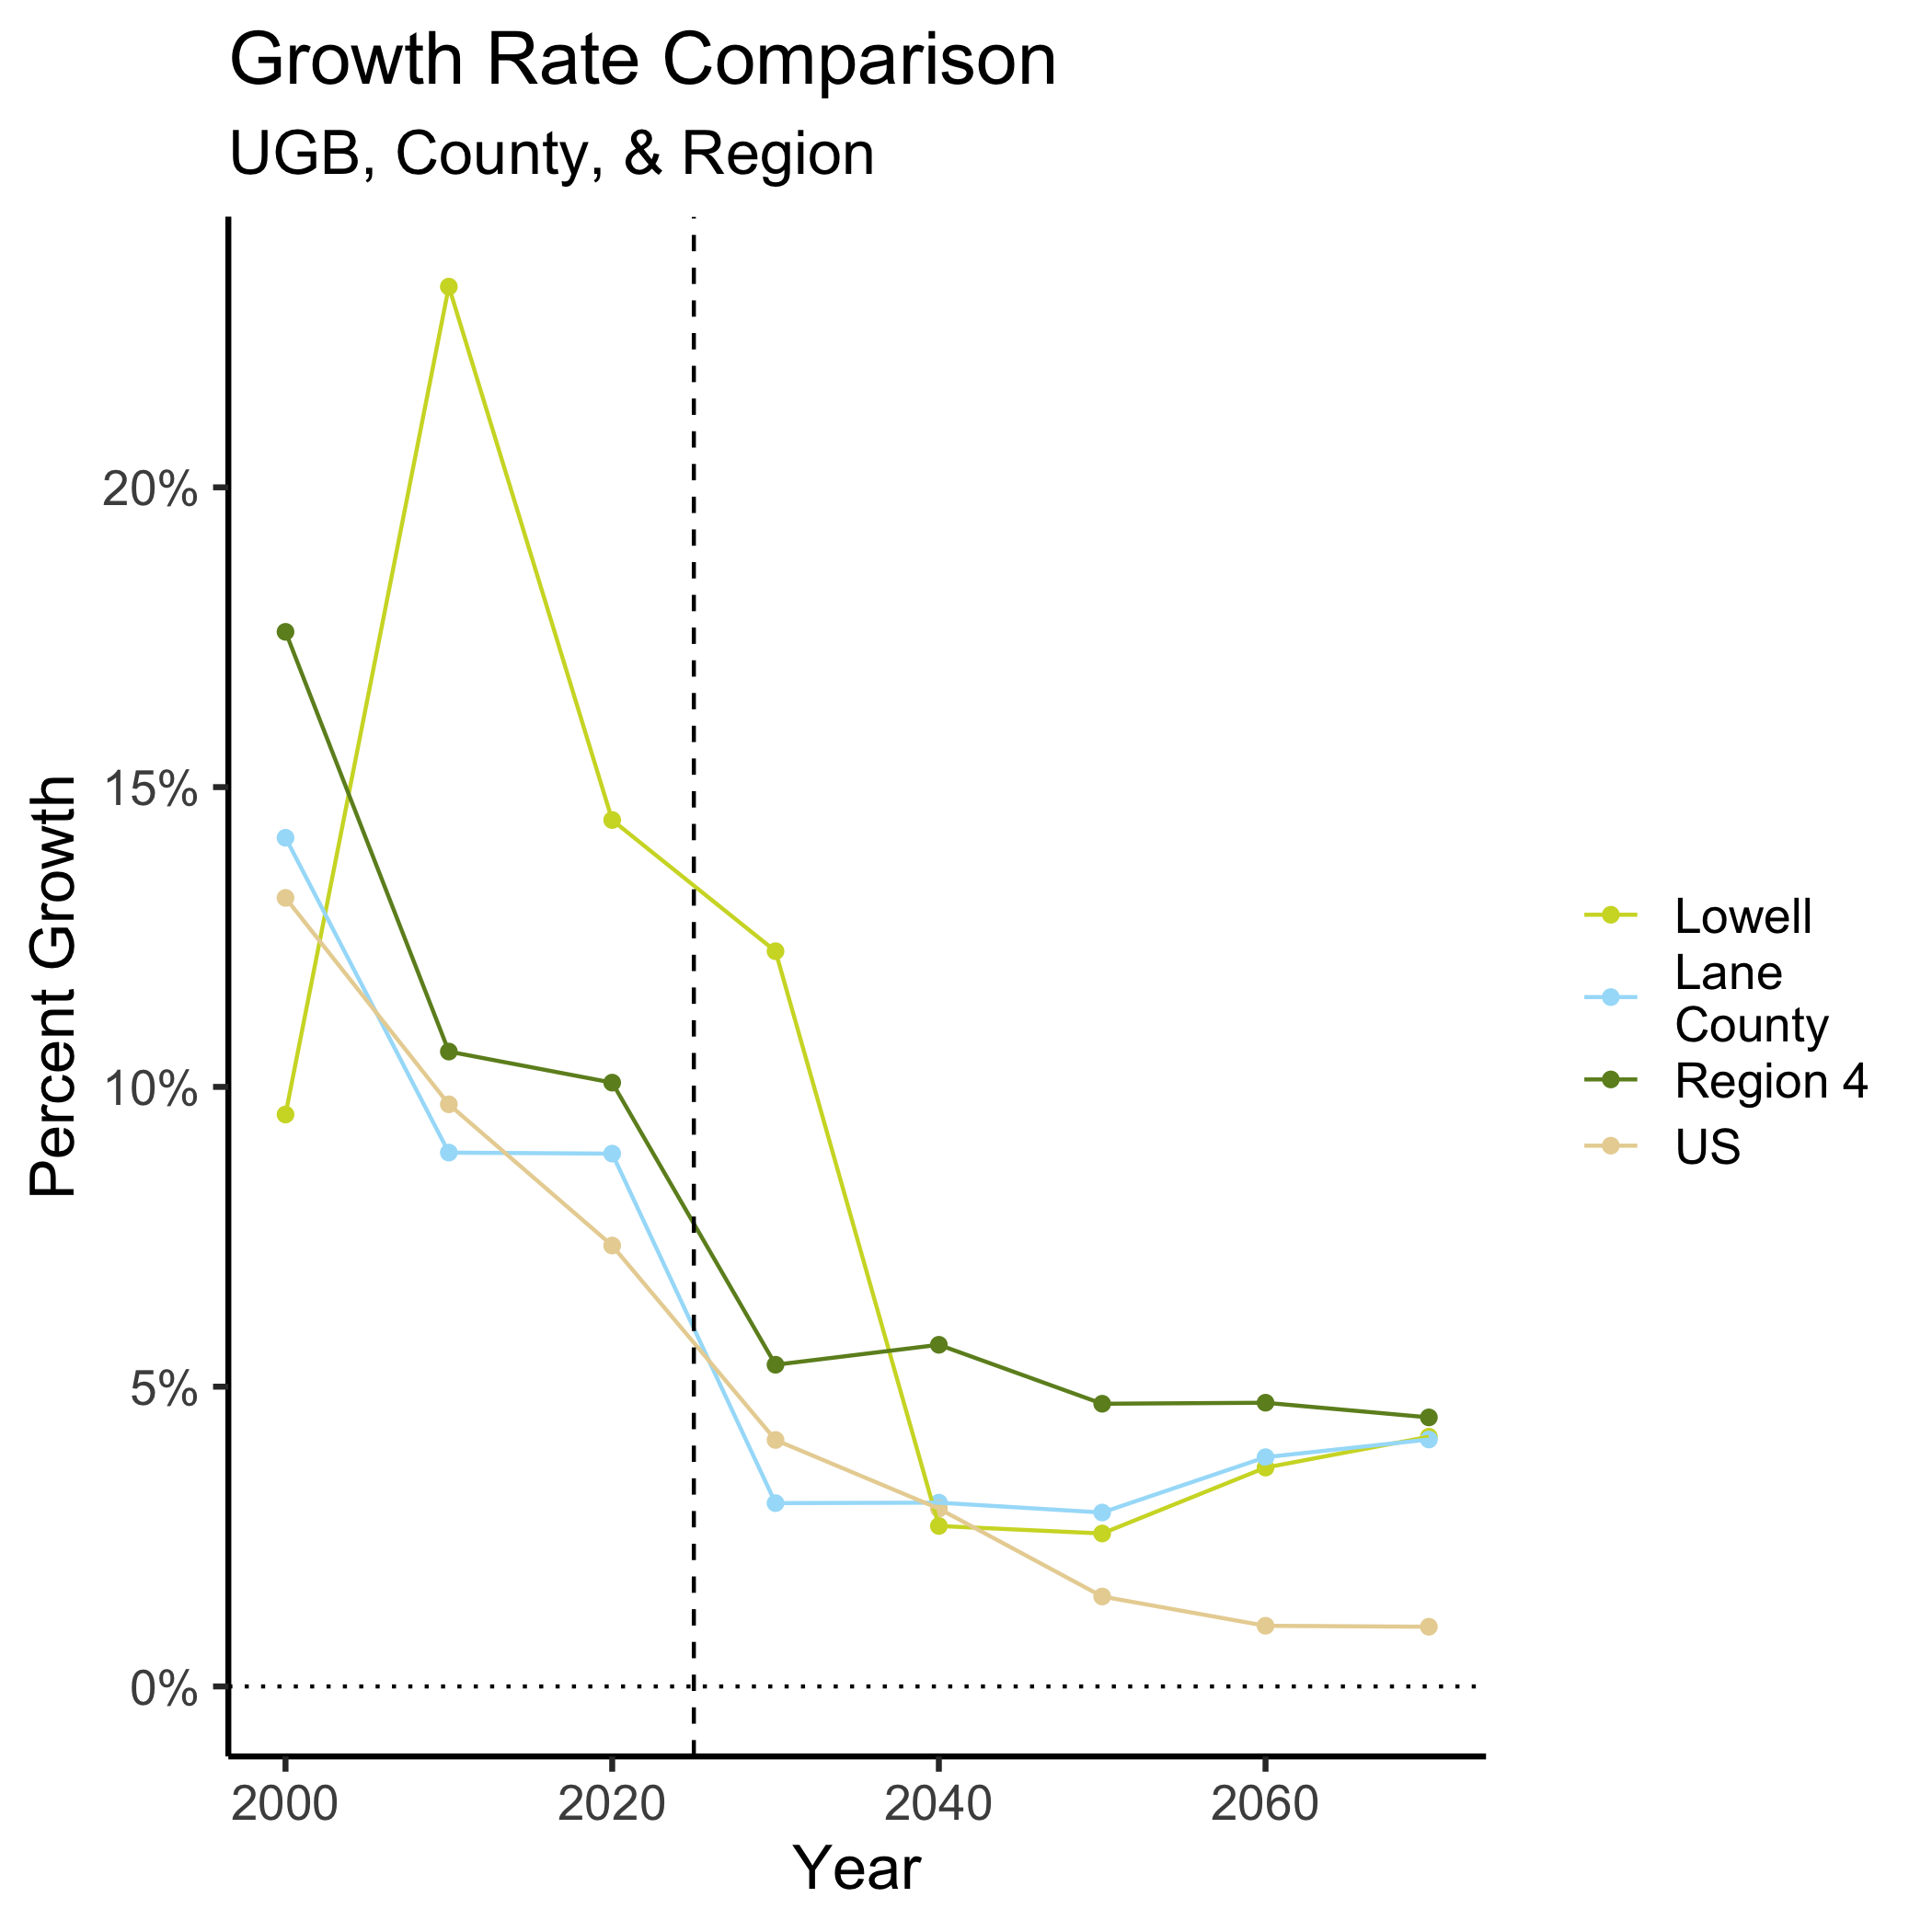 Growth Rate Comparison
UGB, County, & Region
Percent Growth
20%
15%
10%
5%
0%
2000
2020
2040
2060
Year
Lowell
Lane
County
Region 4
US